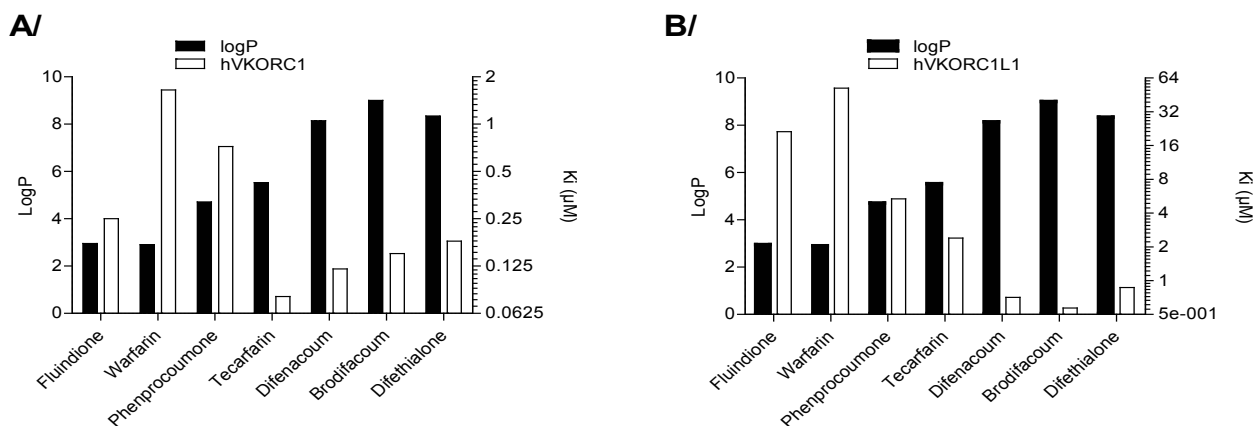 A/
logP
hVKORC1
10
8
6
4
2
0
LogP
2
1
0.5
0.25
0.125
0.0625
Ki (µM)
Fluindione
Warfarin
Phenprocoumone
Tecarfarin
Difenacoum
Brodifacoum
Difethialone
B/
logP
hVKORC1L1
10
8
6
4
2
0
LogP
64
32
16
8
4
2
1
5e-001
Ki (µM)
Fluindione
Warfarin
Phenprocoumone
Tecarfarin
Difenacoum
Brodifacoum
Difethialone